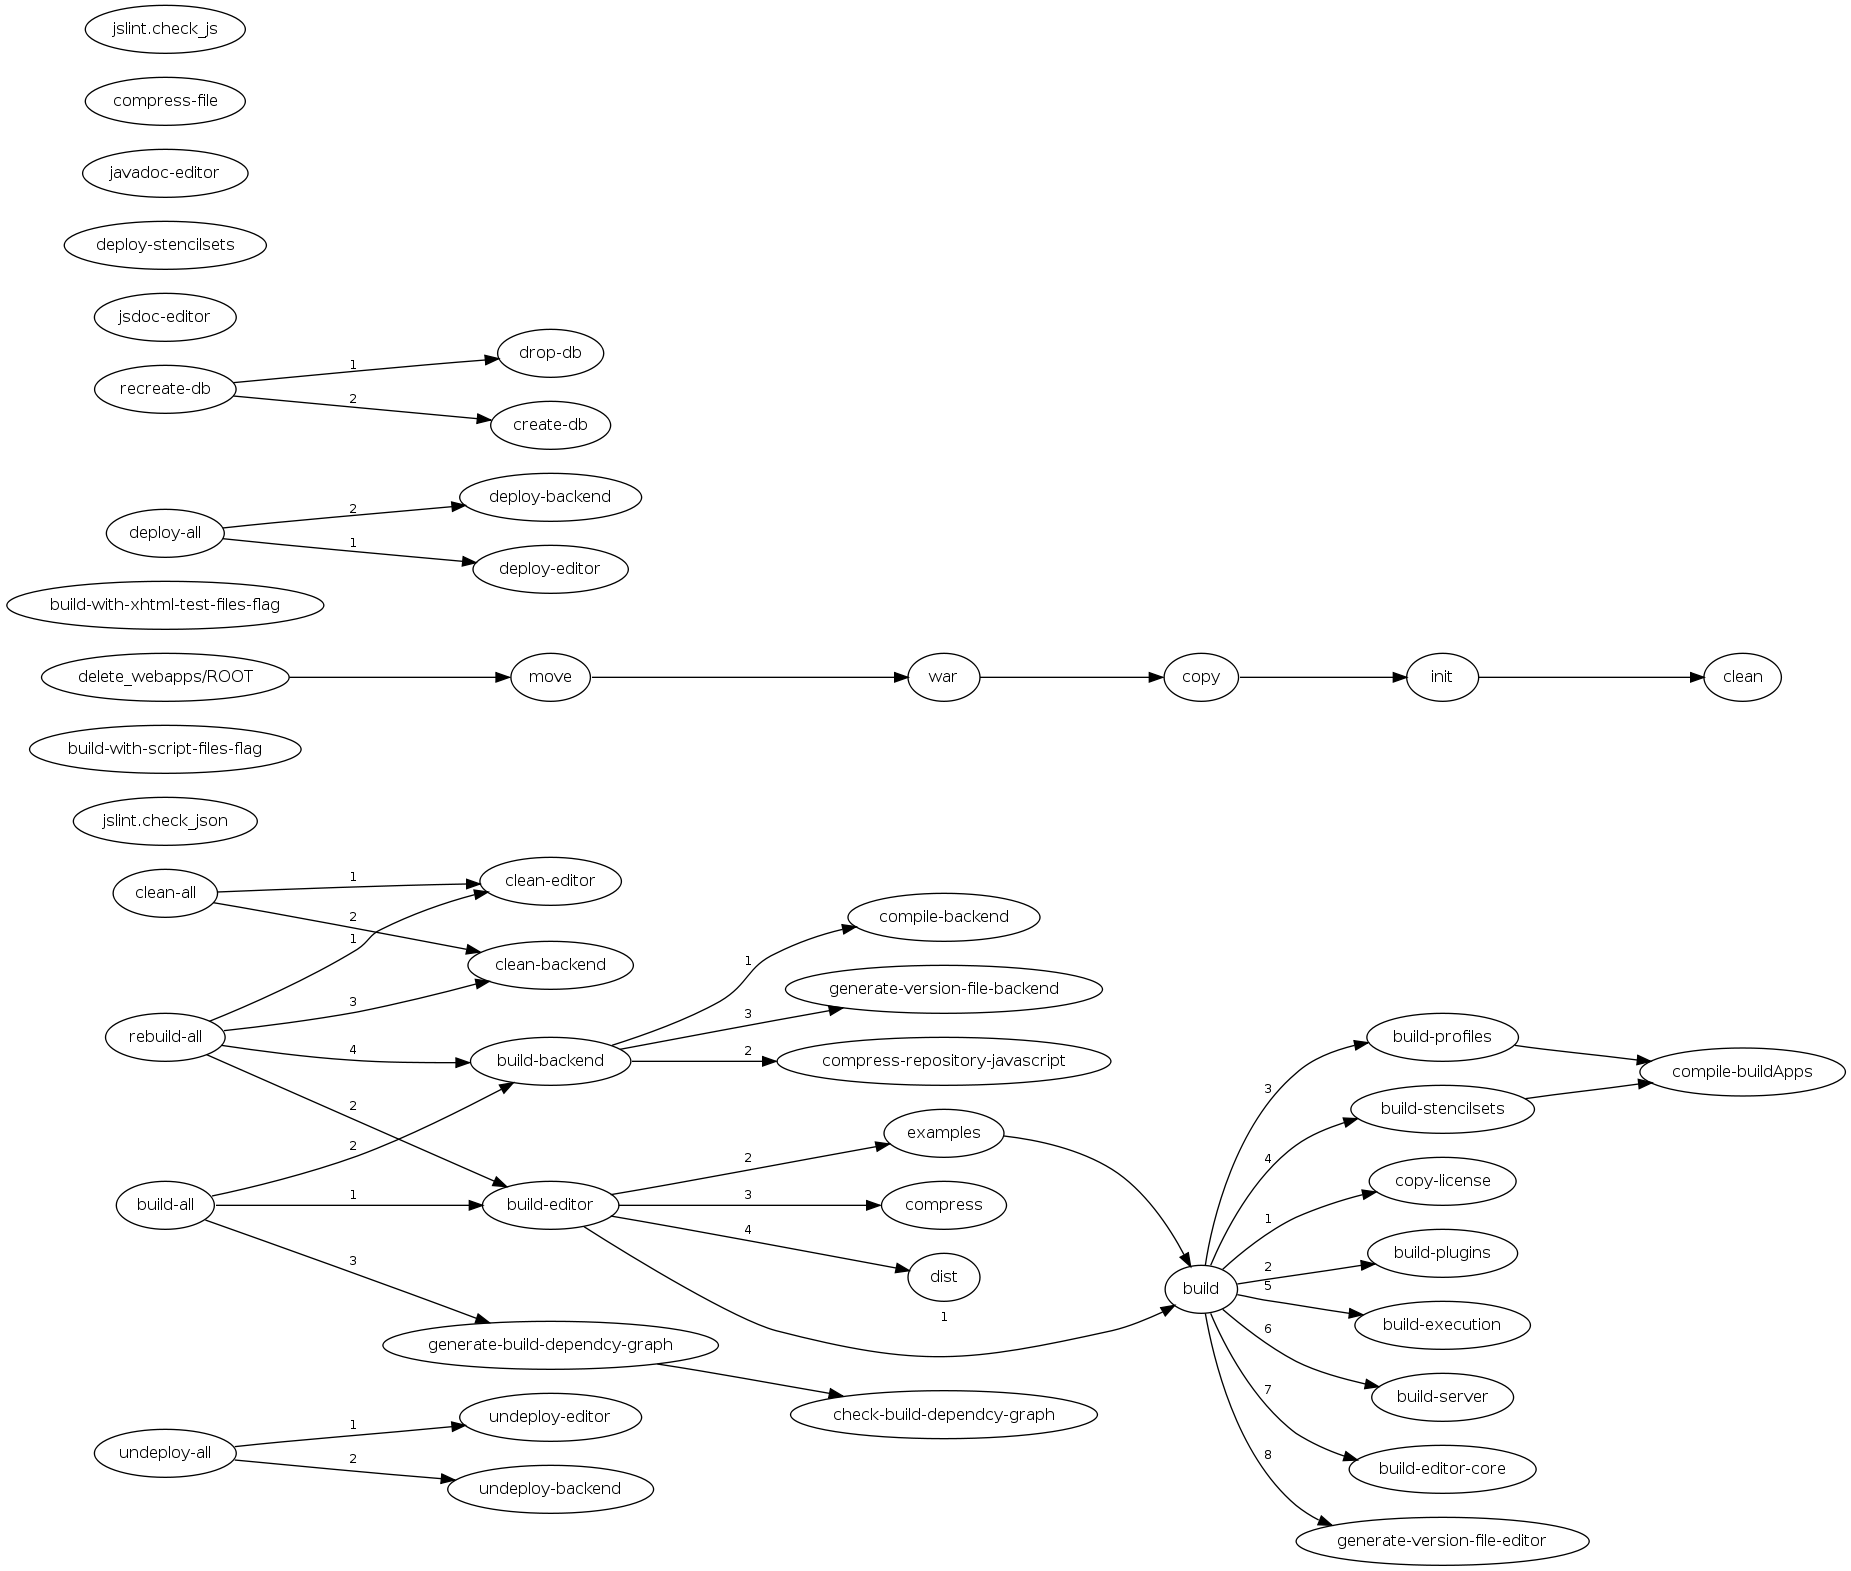 jslint.check_js
compress-file
javadoc-editor
deploy-stencilsets
jsdoc-editor
recreate-db
1
2
drop-db
create-db
deploy-all
2
1
deploy-backend
deploy-editor
build-with-xhtml-test-files-flag
delete_webapps/ROOT
move
war
copy
init
clean
build-with-script-files-flag
jslint.check_json
clean-all
1
2
clean-editor
clean-backend
rebuild-all
1
3
4
2
build-backend
1
3
2
compile-backend
generate-version-file-backend
compress-repository-javascript
build-all
2
1
3
build-editor
2
3
4
1
examples
compress
dist
build
3
4
1
2
5
6
7
8
build-profiles
build-stencilsets
copy-license
build-plugins
build-execution
build-server
build-editor-core
generate-version-file-editor
compile-buildApps
generate-build-dependcy-graph
check-build-dependcy-graph
undeploy-all
1
2
undeploy-editor
undeploy-backend